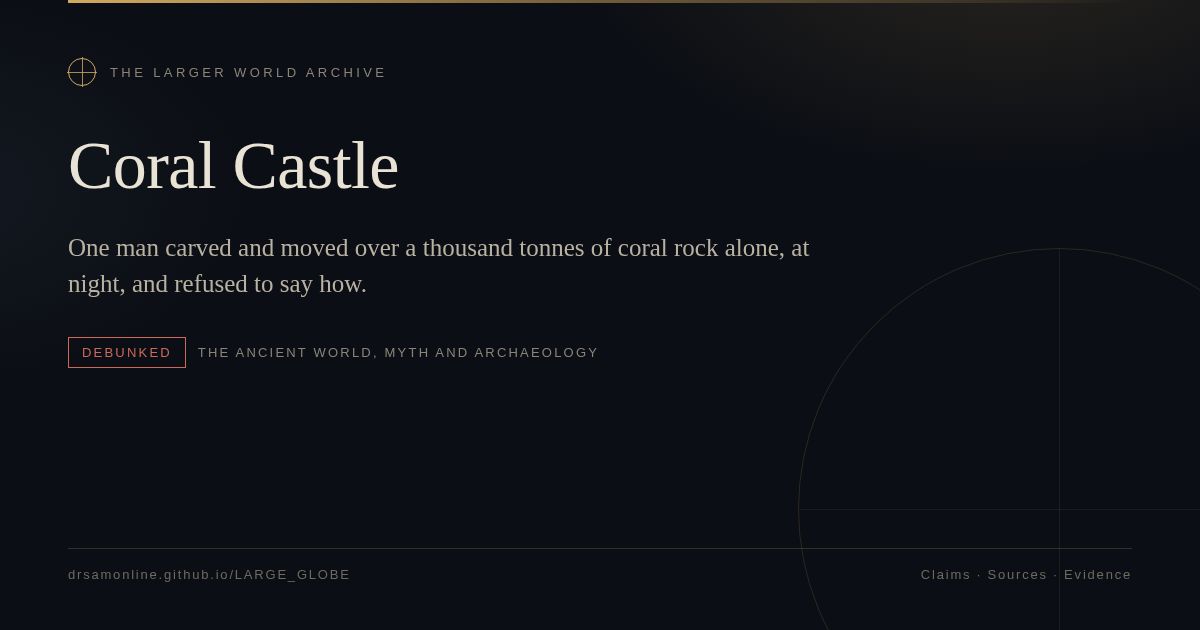 THE LARGER WORLD ARCHIVE
Coral Castle
One man carved and moved over a thousand tonnes of coral rock alone, at
night, and refused to say how.
DEBUNKED THE ANCIENT WORLD, MYTH AND ARCHAEOLOGY
drsamonline.github.io/LARGE_GLOBE Claims · Sources · Evidence